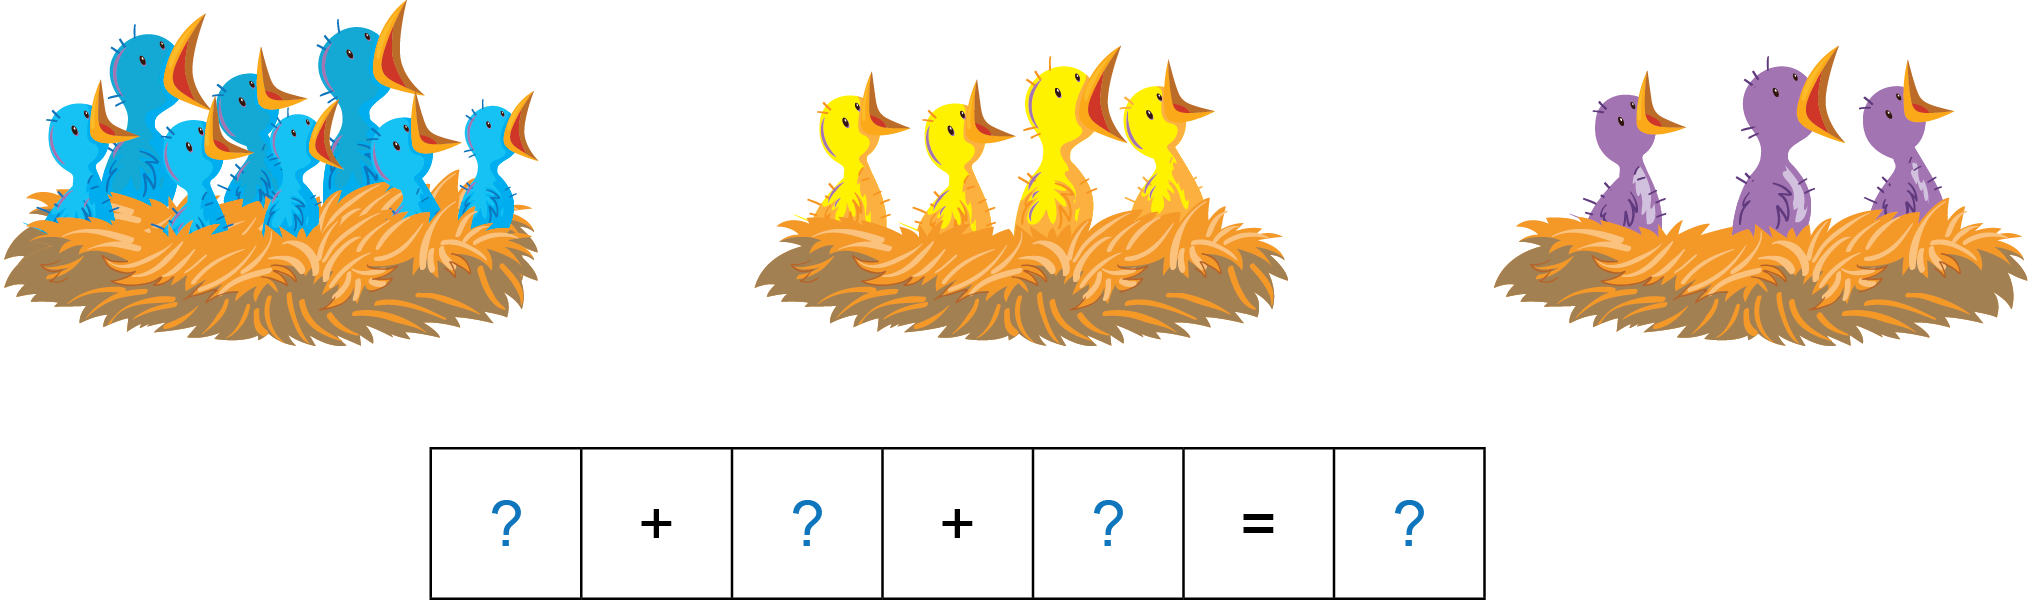 ? + ? + ? = ?